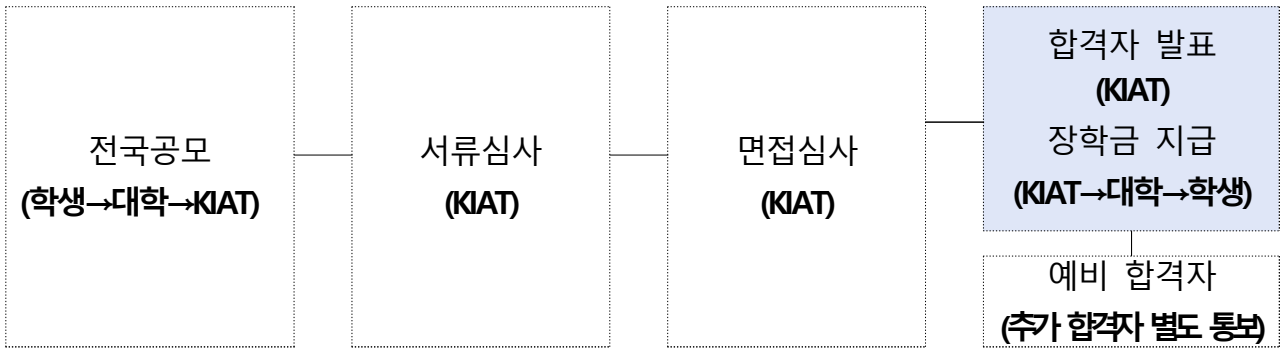 전국공모
(학생→대학→KIAT)
서류심사
(KIAT)
면접심사
(KIAT)
합격자 발표
(KIAT)
장학금 지급
(KIAT→대학→학생)
예비 합격자
(추가 합격자 별도 통보)